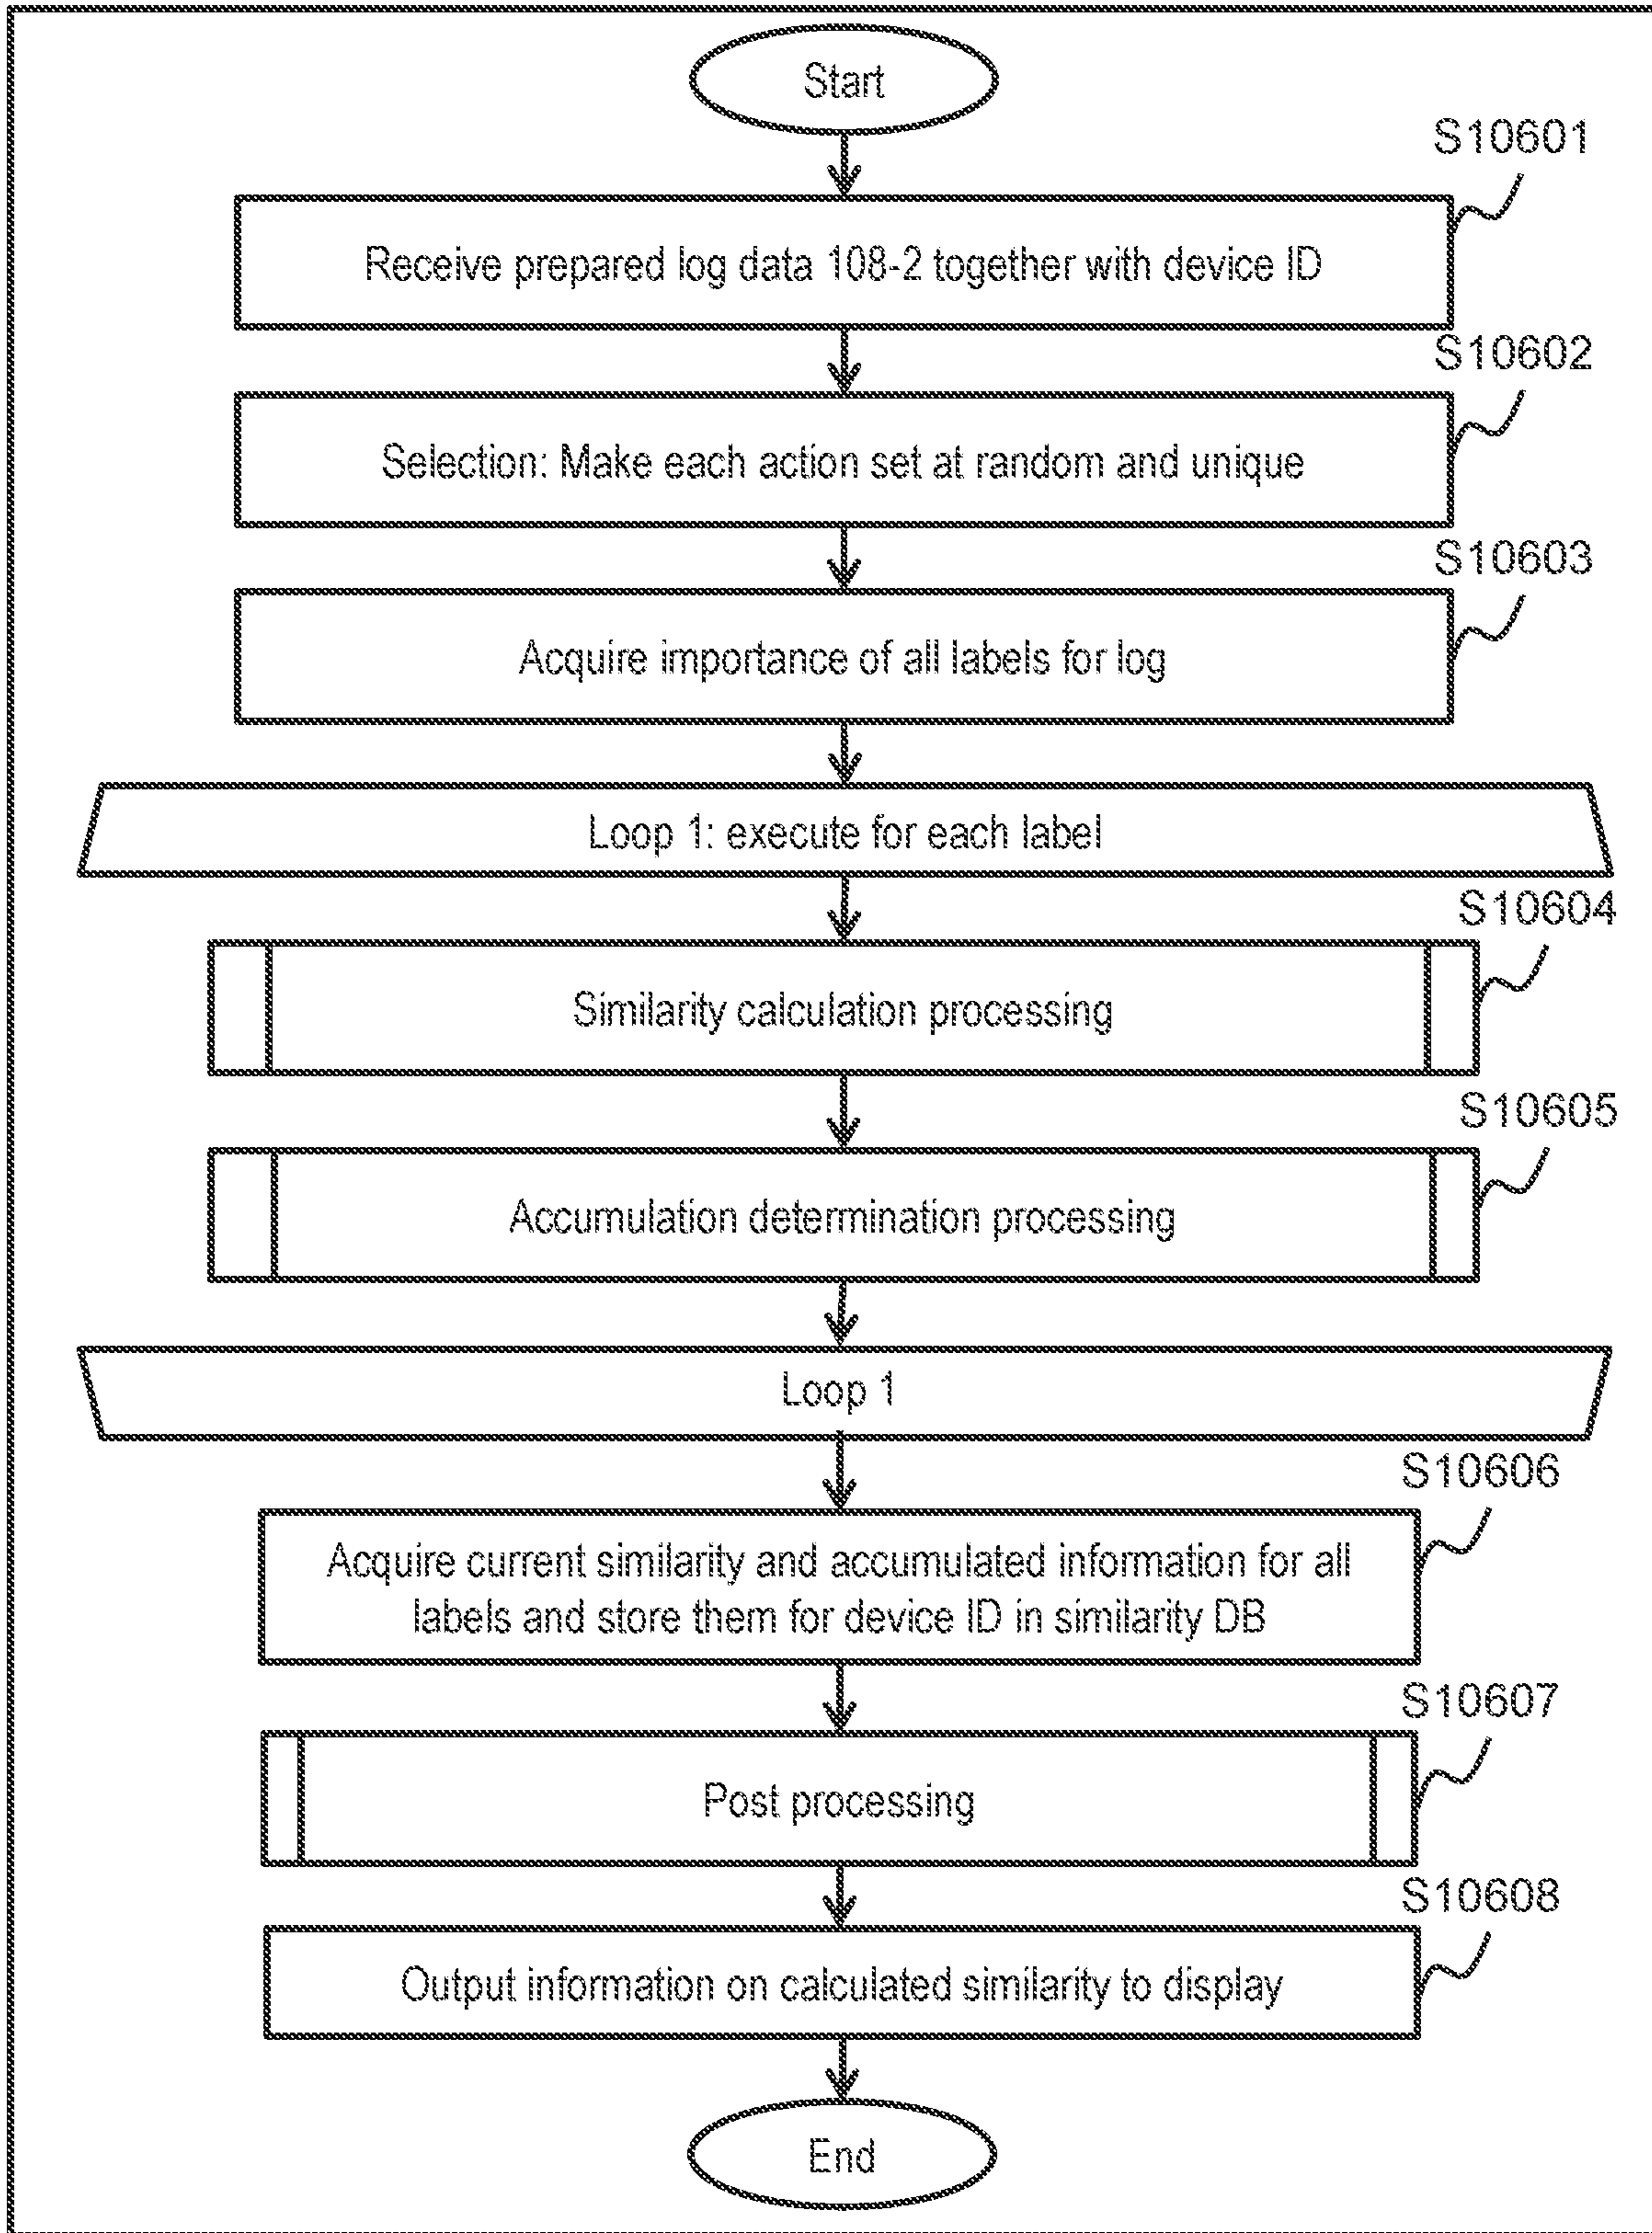 Start
S10601
Receive prepared log data 108-2 together with device ID
S10602
Selection: Make each action set at random and unique
S10603
Acquire importance of all labels for log
Loop 1: execute for each label
S10604
Similarity calculation processing
S10605
Accumulation determination processing
Loop 1
S10606
Acquire current similarity and accumulated information for all
labels and store them for device ID in similarity DB
S10607
Post processing
S10608
Output information on calculated similarity to display
End